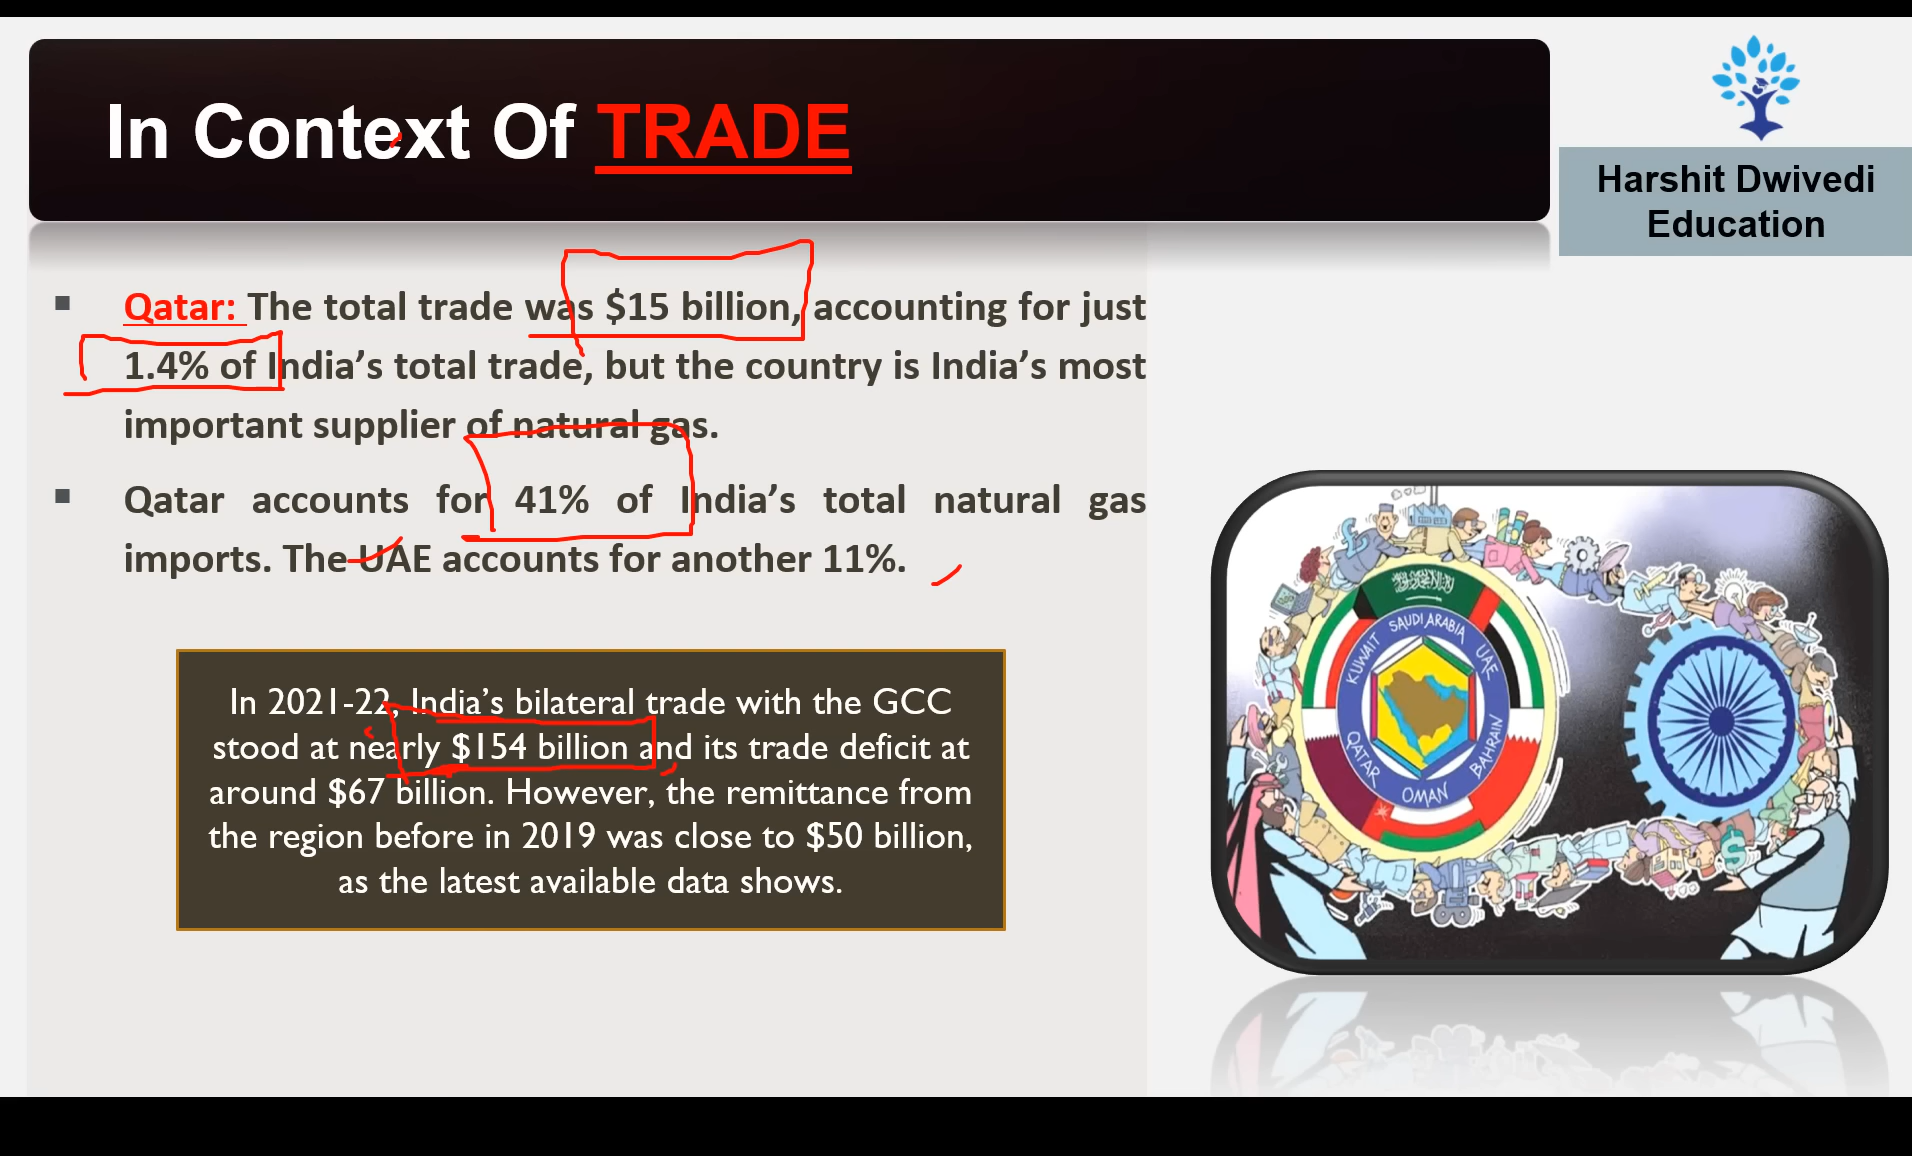 In Context Of TRADE
Harshit Dwivedi
Education
Qatar: The total trade was $15 billion, accounting for just
1.4% of India’s total trade, but the country is India’s most
important supplier of natural gas.
Qatar accounts for 41% of India’s total natural gas
imports. The UAE accounts for another 11%.
In 2021-22, India’s bilateral trade with the GCC
stood at nearly $154 billion and its trade deficit at
around $67 billion. However, the remittance from
the region before in 2019 was close to $50 billion,
as the latest available data shows.
SAUDI ARABIA
KUWAIT
UAE
QATAR
BAHRAIN
OMAN